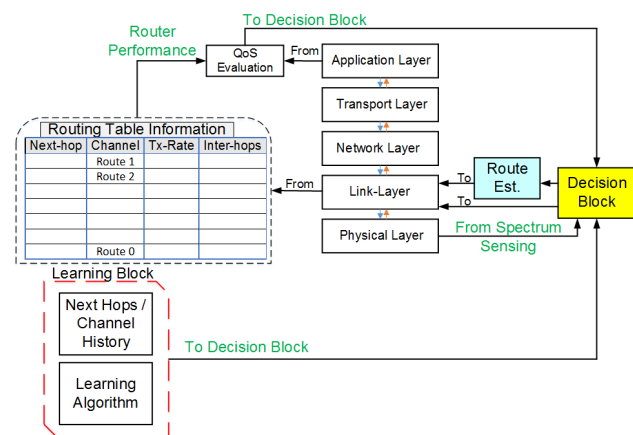 To Decision Block
Router
Performance
QoS
Evaluation
From
Application Layer
Transport Layer
Routing Table Information
Next-hop Channel Tx-Rate Inter-hops
Route 1
Route 2
Route 0
Network Layer
From
Link-Layer
To
To
Route
Est.
Decision
Block
Physical Layer
From Spectrum
Sensing
Learning Block
Next Hops /
Channel
History
To Decision Block
Learning
Algorithm